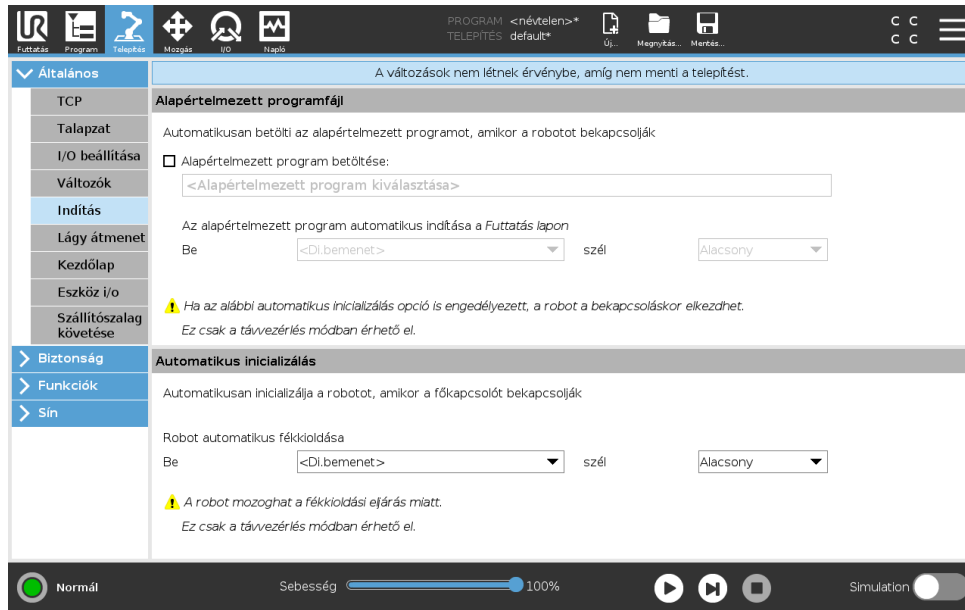 PROGRAM <névtelen>*
TELEPÍTÉS default*
C C
C C
Futtatás Program Telepítés Mozgás I/O Napló Új... Megnyitás... Mentés...
Általános
A változások nem létnek érvénybe, amíg nem menti a telepítést.
TCP
Talapzat
I/O beállítása
Változók
Indítás
Lágy átmenet
Kezdőlap
Eszköz i/o
Szállítószalag
követése
Biztonság
Funkciók
Sín
Alapértelmezett programfájl
Automatikusan betölti az alapértelmezett programot, amikor a robotot bekapcsolják
Alapértelmezett program betöltése:
<Alapértelmezett program kiválasztása>
Az alapértelmezett program automatikus indítása a Futtatás lapon
Be <Di.bemenet> szél Alacsony
Ha az alábbi automatikus inicializálás opció is engedélyezett, a robot a bekapcsoláskor elkezdhet.
Ez csak a távvezérlés módban érhető el.
Automatikus inicializálás
Automatikusan inicializálja a robotot, amikor a főkapcsolót bekapcsolják
Robot automatikus fékkioldása
Be <Di.bemenet> szél Alacsony
A robot mozoghat a fékkioldási eljárás miatt.
Ez csak a távvezérlés módban érhető el.
Normál Sebesség 100% Simulation